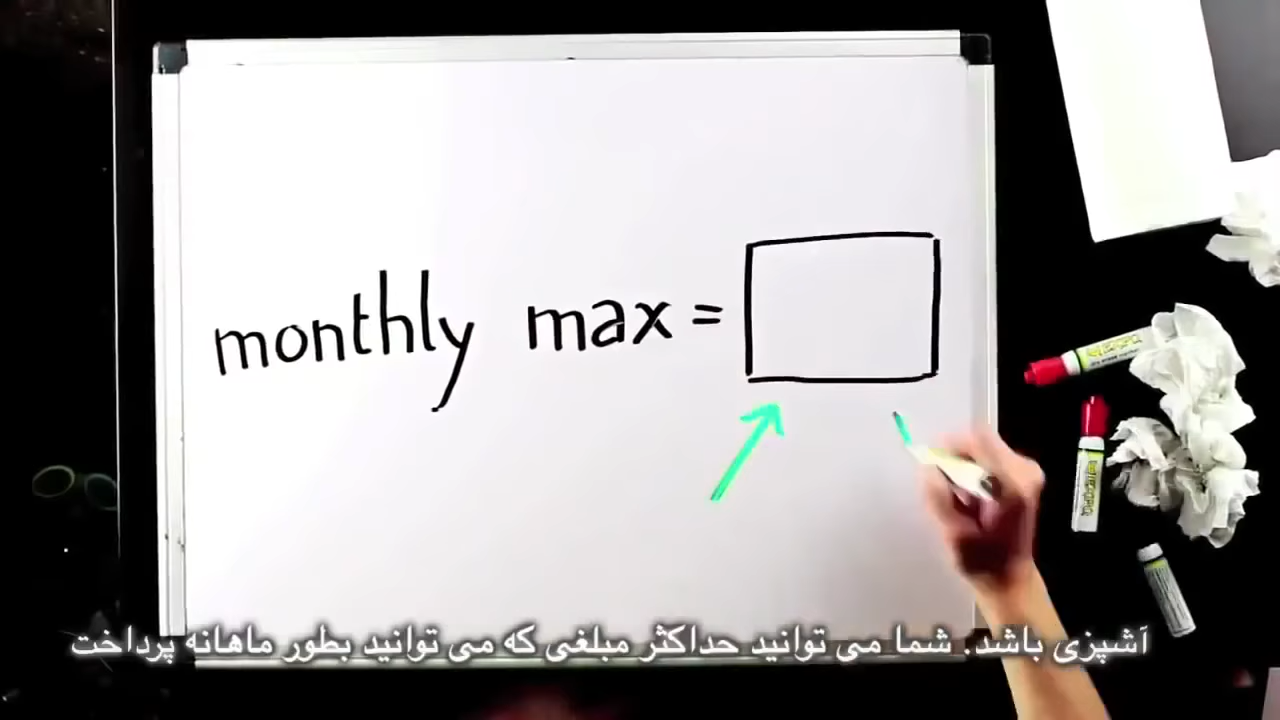 monthly max =
آشپزی باشد. شما می توانید حداکثر مبلغی که می توانید بطور ماهانه پرداخت